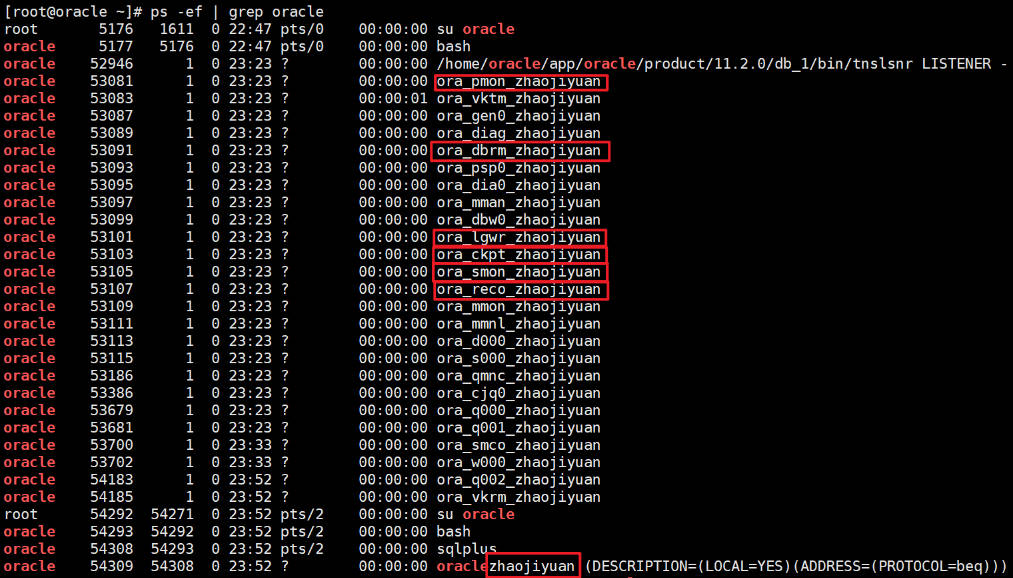 [root@oracle ~]# ps -ef | grep oracle
root 5176 1611 0 22:47 pts/0 00:00:00 su oracle
oracle 5177 5176 0 22:47 pts/0 00:00:00 bash
oracle 52946 1 0 23:23 ? 00:00:00 /home/oracle/app/oracle/product/11.2.0/db_1/bin/tnslsnr LISTENER -
oracle 53081 1 0 23:23 ? 00:00:00 ora_pmon_zhaojiyuan
oracle 53083 1 0 23:23 ? 00:00:01 ora_vktm_zhaojiyuan
oracle 53087 1 0 23:23 ? 00:00:00 ora_gen0_zhaojiyuan
oracle 53089 1 0 23:23 ? 00:00:00 ora_diag_zhaojiyuan
oracle 53091 1 0 23:23 ? 00:00:00 ora_dbrm_zhaojiyuan
oracle 53093 1 0 23:23 ? 00:00:00 ora_psp0_zhaojiyuan
oracle 53095 1 0 23:23 ? 00:00:00 ora_dia0_zhaojiyuan
oracle 53097 1 0 23:23 ? 00:00:00 ora_mman_zhaojiyuan
oracle 53099 1 0 23:23 ? 00:00:00 ora_dbw0_zhaojiyuan
oracle 53101 1 0 23:23 ? 00:00:00 ora_lgwr_zhaojiyuan
oracle 53103 1 0 23:23 ? 00:00:00 ora_ckpt_zhaojiyuan
oracle 53105 1 0 23:23 ? 00:00:00 ora_smon_zhaojiyuan
oracle 53107 1 0 23:23 ? 00:00:00 ora_reco_zhaojiyuan
oracle 53109 1 0 23:23 ? 00:00:00 ora_mmon_zhaojiyuan
oracle 53111 1 0 23:23 ? 00:00:00 ora_mmnl_zhaojiyuan
oracle 53113 1 0 23:23 ? 00:00:00 ora_d000_zhaojiyuan
oracle 53115 1 0 23:23 ? 00:00:00 ora_s000_zhaojiyuan
oracle 53186 1 0 23:23 ? 00:00:00 ora_qmnc_zhaojiyuan
oracle 53386 1 0 23:23 ? 00:00:00 ora_cjq0_zhaojiyuan
oracle 53679 1 0 23:23 ? 00:00:00 ora_q000_zhaojiyuan
oracle 53681 1 0 23:23 ? 00:00:00 ora_q001_zhaojiyuan
oracle 53700 1 0 23:33 ? 00:00:00 ora_smco_zhaojiyuan
oracle 53702 1 0 23:33 ? 00:00:00 ora_w000_zhaojiyuan
oracle 54183 1 0 23:52 ? 00:00:00 ora_q002_zhaojiyuan
oracle 54185 1 0 23:52 ? 00:00:00 ora_vkrm_zhaojiyuan
root 54292 54271 0 23:52 pts/2 00:00:00 su oracle
oracle 54293 54292 0 23:52 pts/2 00:00:00 bash
oracle 54308 54293 0 23:52 pts/2 00:00:00 sqlplus
oracle 54309 54308 0 23:52 ? 00:00:00 oraclezhaojiyuan (DESCRIPTION=(LOCAL=YES)(ADDRESS=(PROTOCOL=beq)))